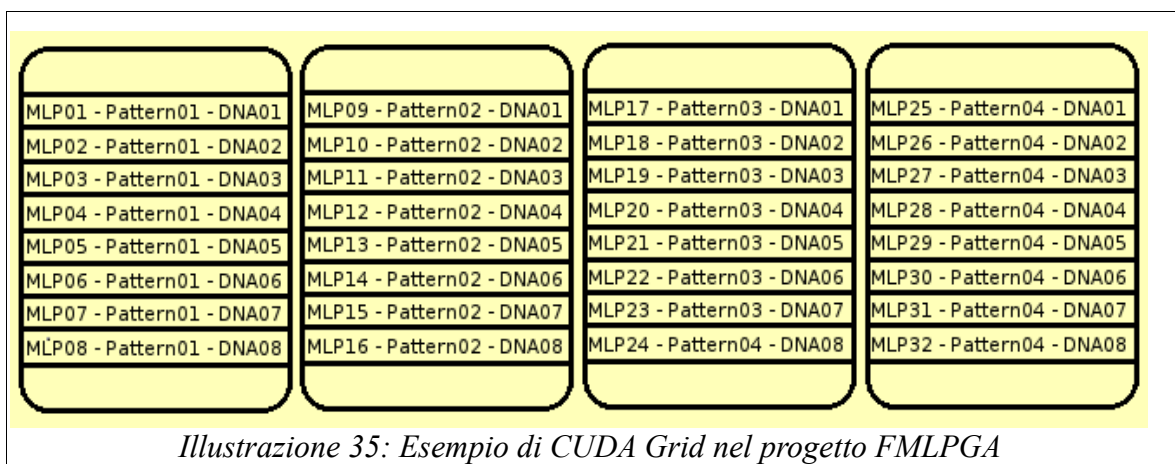 MLP01 - Pattern01 - DNA01
MLP02 - Pattern01 - DNA02
MLP03 - Pattern01 - DNA03
MLP04 - Pattern01 - DNA04
MLP05 - Pattern01 - DNA05
MLP06 - Pattern01 - DNA06
MLP07 - Pattern01 - DNA07
MLP08 - Pattern01 - DNA08
MLP09 - Pattern02 - DNA01
MLP10 - Pattern02 - DNA02
MLP11 - Pattern02 - DNA03
MLP12 - Pattern02 - DNA04
MLP13 - Pattern02 - DNA05
MLP14 - Pattern02 - DNA06
MLP15 - Pattern02 - DNA07
MLP16 - Pattern02 - DNA08
MLP17 - Pattern03 - DNA01
MLP18 - Pattern03 - DNA02
MLP19 - Pattern03 - DNA03
MLP20 - Pattern03 - DNA04
MLP21 - Pattern03 - DNA05
MLP22 - Pattern03 - DNA06
MLP23 - Pattern03 - DNA07
MLP24 - Pattern04 - DNA08
MLP25 - Pattern04 - DNA01
MLP26 - Pattern04 - DNA02
MLP27 - Pattern04 - DNA03
MLP28 - Pattern04 - DNA04
MLP29 - Pattern04 - DNA05
MLP30 - Pattern04 - DNA06
MLP31 - Pattern04 - DNA07
MLP32 - Pattern04 - DNA08
Illustrazione 35: Esempio di CUDA Grid nel progetto FMLPGA